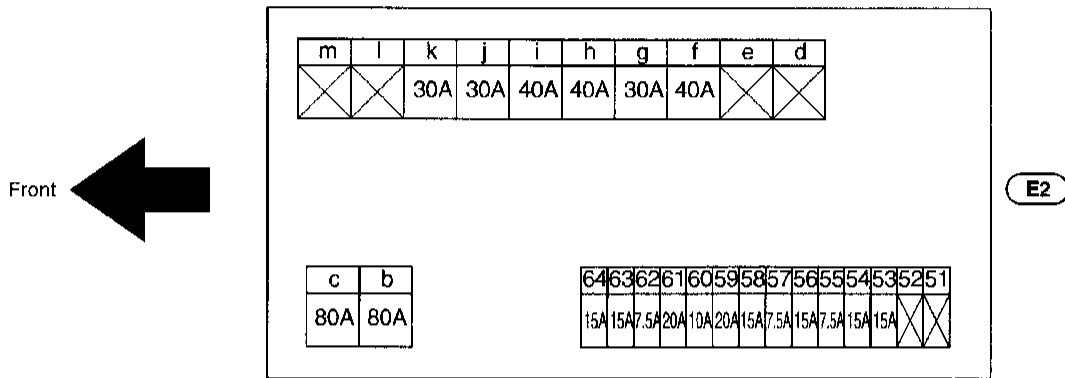 m l k j i h g f e d
30A 30A 40A 40A 30A 40A
Front
E2
c b
80A 80A
64 63 62 61 60 59 58 57 56 55 54 53 52 51
15A 15A 7.5A 20A 10A 20A 15A 7.5A 15A 7.5A 15A 15A